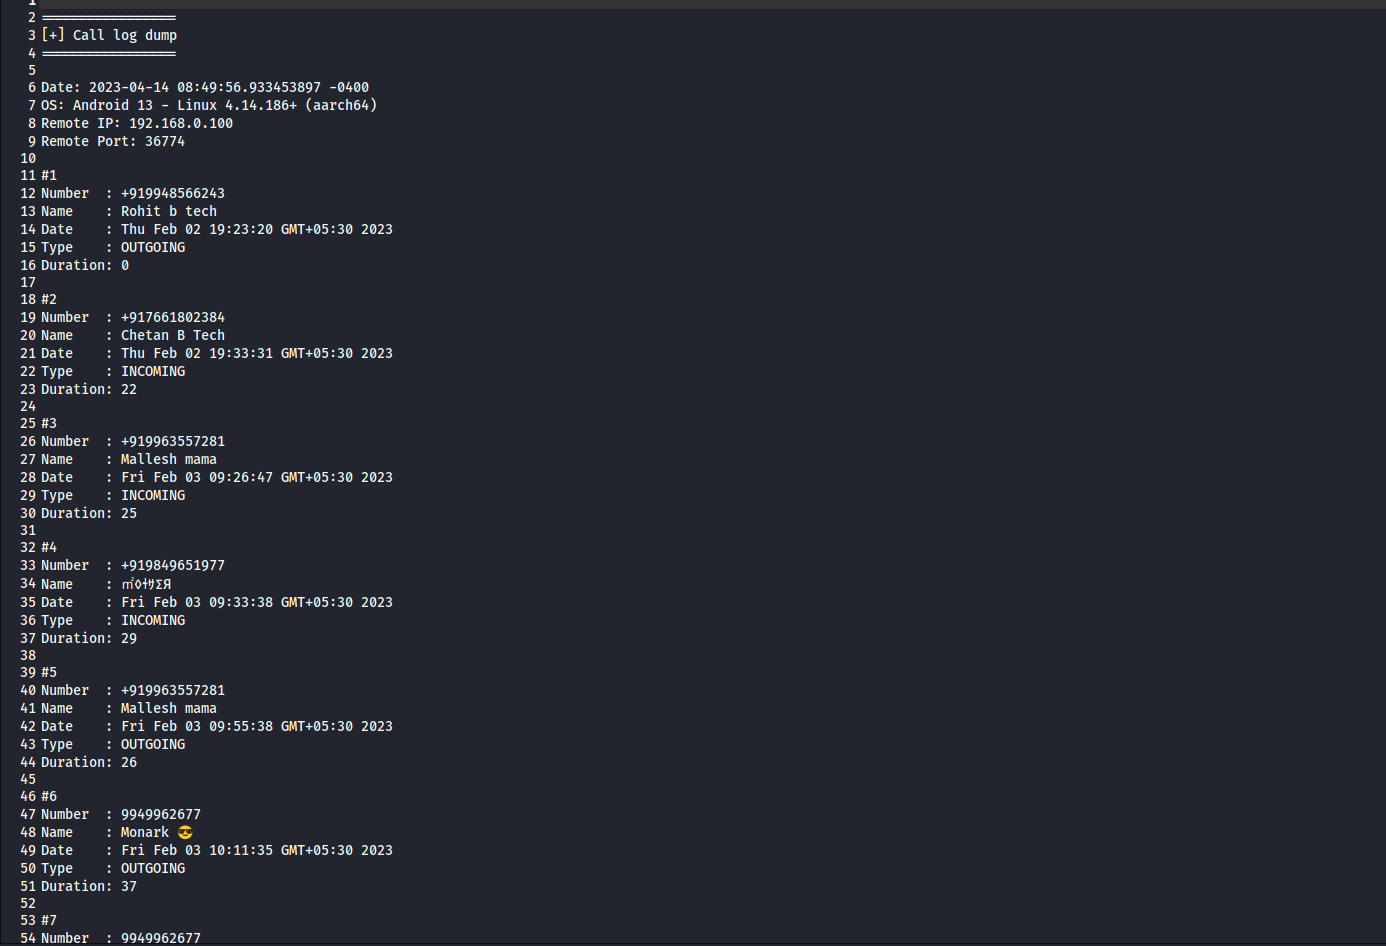 1
2 =================
3 [+] Call log dump
4 =================
5
6 Date: 2023-04-14 08:49:56.933453897 -0400
7 OS: Android 13 - Linux 4.14.186+ (aarch64)
8 Remote IP: 192.168.0.100
9 Remote Port: 36774
10
11 #1
12 Number  : +919948566243
13 Name    : Rohit b tech
14 Date    : Thu Feb 02 19:23:20 GMT+05:30 2023
15 Type    : OUTGOING
16 Duration: 0
17
18 #2
19 Number  : +917661802384
20 Name    : Chetan B Tech
21 Date    : Thu Feb 02 19:33:31 GMT+05:30 2023
22 Type    : INCOMING
23 Duration: 22
24
25 #3
26 Number  : +919963557281
27 Name    : Mallesh mama
28 Date    : Fri Feb 03 09:26:47 GMT+05:30 2023
29 Type    : INCOMING
30 Duration: 25
31
32 #4
33 Number  : +919849651977
34 Name    :
35 Date    : Fri Feb 03 09:33:38 GMT+05:30 2023
36 Type    : INCOMING
37 Duration: 29
38
39 #5
40 Number  : +919963557281
41 Name    : Mallesh mama
42 Date    : Fri Feb 03 09:55:38 GMT+05:30 2023
43 Type    : OUTGOING
44 Duration: 26
45
46 #6
47 Number  : 9949962677
48 Name    : Monark 😎
49 Date    : Fri Feb 03 10:11:35 GMT+05:30 2023
50 Type    : OUTGOING
51 Duration: 37
52
53 #7
54 Number  : 9949962677